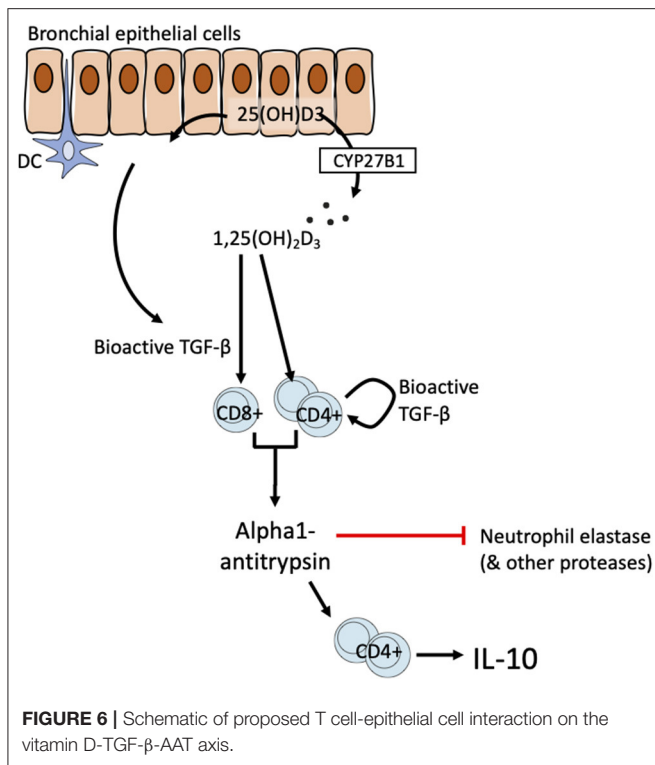 Bronchial epithelial cells
25(OH)D3
DC
CYP27B1
1,25(OH)₂D₃
Bioactive TGF-β
CD8+
CD4+
Bioactive
TGF-β
Alpha1-
antitrypsin
Neutrophil elastase
(& other proteases)
CD4+
IL-10
FIGURE 6 | Schematic of proposed T cell-epithelial cell interaction on the
vitamin D-TGF-β-AAT axis.